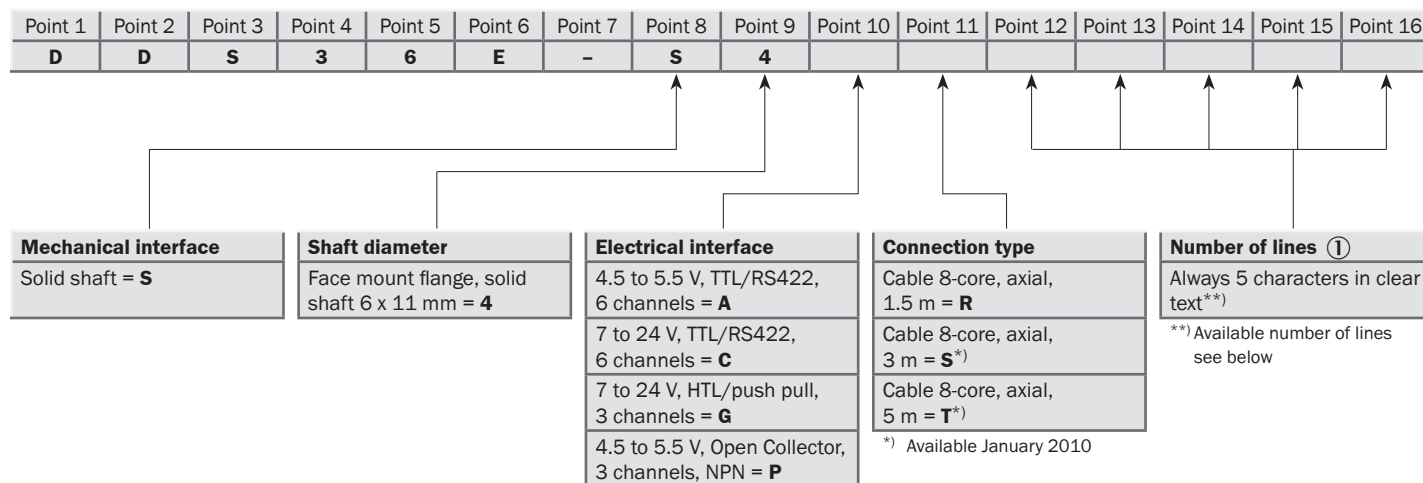 Point 1 Point 2 Point 3 Point 4 Point 5 Point 6 Point 7 Point 8 Point 9 Point 10 Point 11 Point 12 Point 13 Point 14 Point 15 Point 16
D D S 3 6 E – S 4
Mechanical interface
Solid shaft = S
Shaft diameter
Face mount flange, solid
shaft 6 x 11 mm = 4
Electrical interface
4.5 to 5.5 V, TTL/RS422,
6 channels = A
7 to 24 V, TTL/RS422,
6 channels = C
7 to 24 V, HTL/push pull,
3 channels = G
4.5 to 5.5 V, Open Collector,
3 channels, NPN = P
Connection type
Cable 8-core, axial,
1.5 m = R
Cable 8-core, axial,
3 m = S*)
Cable 8-core, axial,
5 m = T*)
*) Available January 2010
Number of lines ①
Always 5 characters in clear
text**)
**) Available number of lines
see below